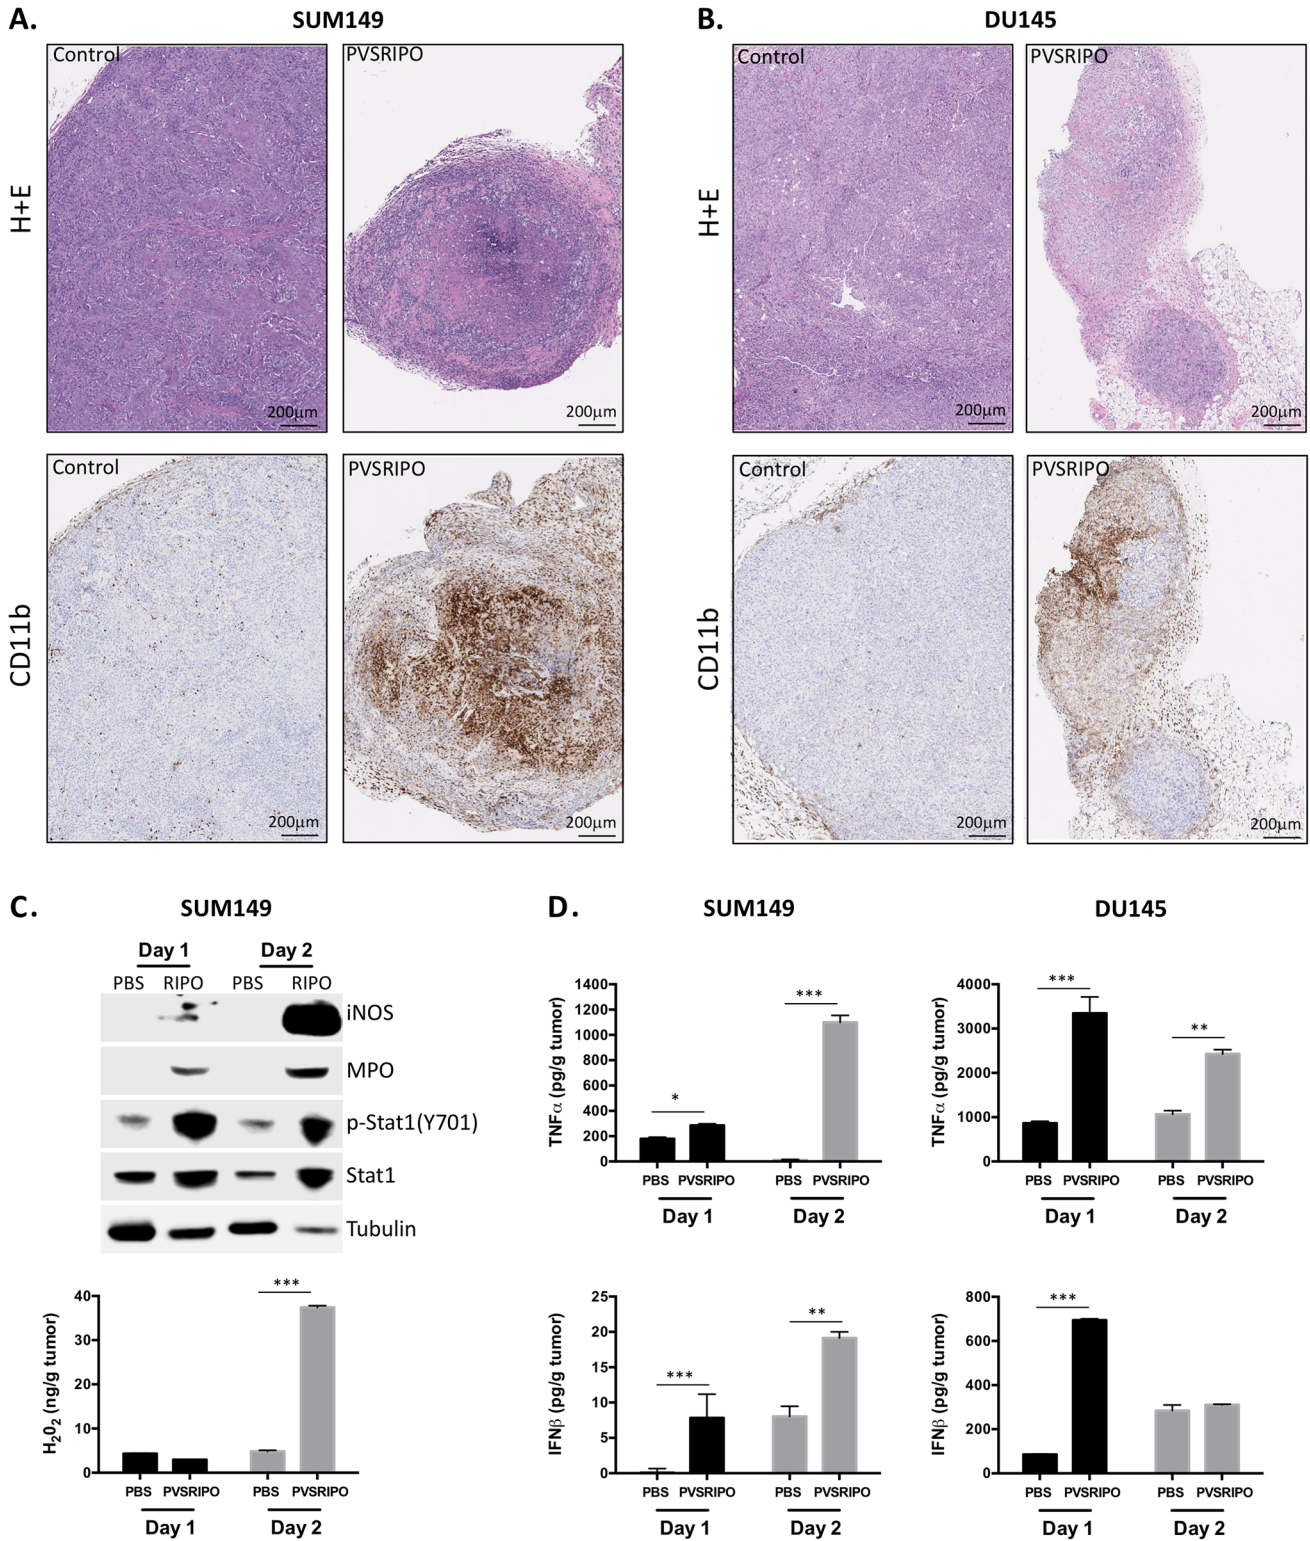 A. SUM149
B. DU145
H+E
Control
200µm
PVSRIPO
200µm
H+E
Control
200µm
PVSRIPO
200µm
CD11b
Control
200µm
PVSRIPO
200µm
CD11b
Control
200µm
PVSRIPO
200µm
C. SUM149
Day 1 Day 2
PBS RIPO PBS RIPO
iNOS
MPO
p-Stat1(Y701)
Stat1
Tubulin
H₂0₂ (ng/g tumor)
40
30
20
10
0
***
PBS PVSRIPO PBS PVSRIPO
Day 1 Day 2
D. SUM149 DU145
TNFα (pg/g tumor)
1400
1200
1000
800
600
400
200
0
*
***
PBS PVSRIPO PBS PVSRIPO
Day 1 Day 2
TNFα (pg/g tumor)
4000
3000
2000
1000
0
***
**
PBS PVSRIPO PBS PVSRIPO
Day 1 Day 2
IFNβ (pg/g tumor)
25
20
15
10
5
0
***
**
PBS PVSRIPO PBS PVSRIPO
Day 1 Day 2
IFNβ (pg/g tumor)
800
600
400
200
0
***
PBS PVSRIPO PBS PVSRIPO
Day 1 Day 2